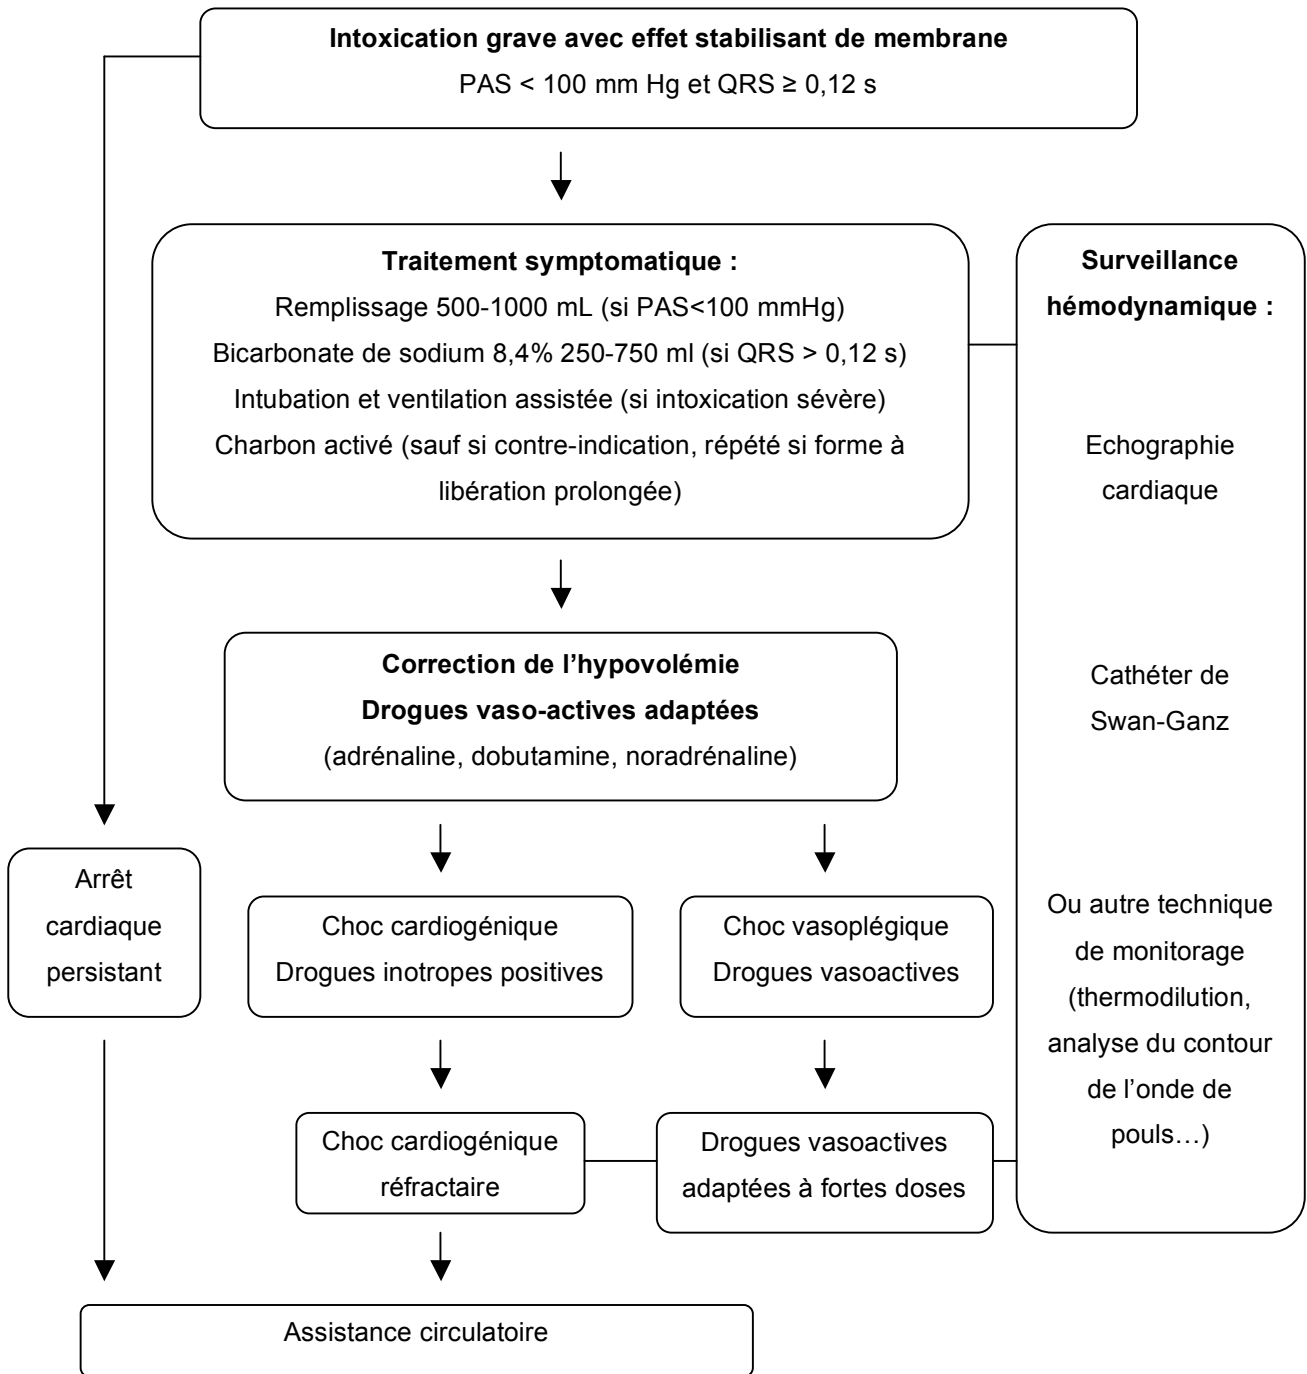 Intoxication grave avec effet stabilisant de membrane
PAS < 100 mm Hg et QRS ≥ 0,12 s
Traitement symptomatique :
Remplissage 500-1000 mL (si PAS<100 mmHg)
Bicarbonate de sodium 8,4% 250-750 ml (si QRS > 0,12 s)
Intubation et ventilation assistée (si intoxication sévère)
Charbon activé (sauf si contre-indication, répété si forme à
libération prolongée)
Surveillance
hémodynamique :
Echographie
cardiaque
Cathéter de
Swan-Ganz
Ou autre technique
de monitorage
(thermodilution,
analyse du contour
de l’onde de
pouls…)
Correction de l’hypovolémie
Drogues vaso-actives adaptées
(adrénaline, dobutamine, noradrénaline)
Arrêt
cardiaque
persistant
Choc cardiogénique
Drogues inotropes positives
Choc vasoplégique
Drogues vasoactives
Choc cardiogénique
réfractaire
Drogues vasoactives
adaptées à fortes doses
Assistance circulatoire